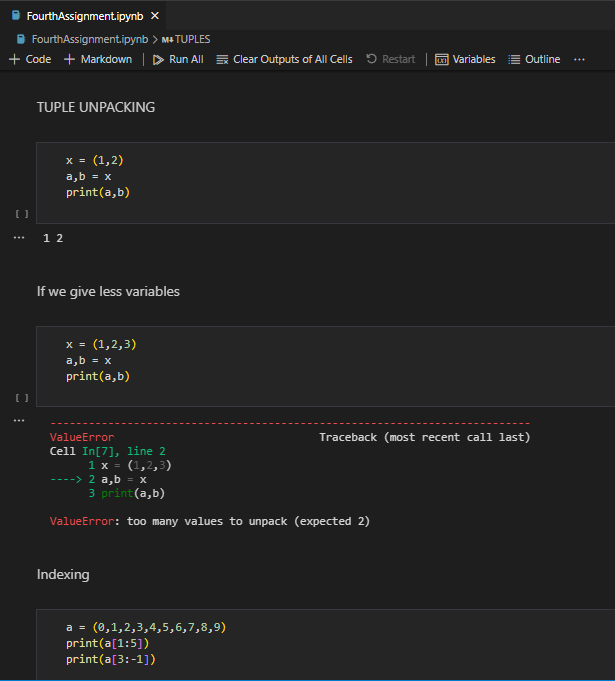 FourthAssignment.ipynb ×
FourthAssignment.ipynb > M↓TUPLES
+ Code + Markdown | Run All Clear Outputs of All Cells Restart | Variables Outline ...
TUPLE UNPACKING
x = (1,2)
a,b = x
print(a,b)
[ ]
... 1 2
If we give less variables
x = (1,2,3)
a,b = x
print(a,b)
[ ]
...
---------------------------------------------------------------------------
ValueError Traceback (most recent call last)
Cell In[7], line 2
1 x = (1,2,3)
----> 2 a,b = x
3 print(a,b)
ValueError: too many values to unpack (expected 2)
Indexing
a = (0,1,2,3,4,5,6,7,8,9)
print(a[1:5])
print(a[3:-1])